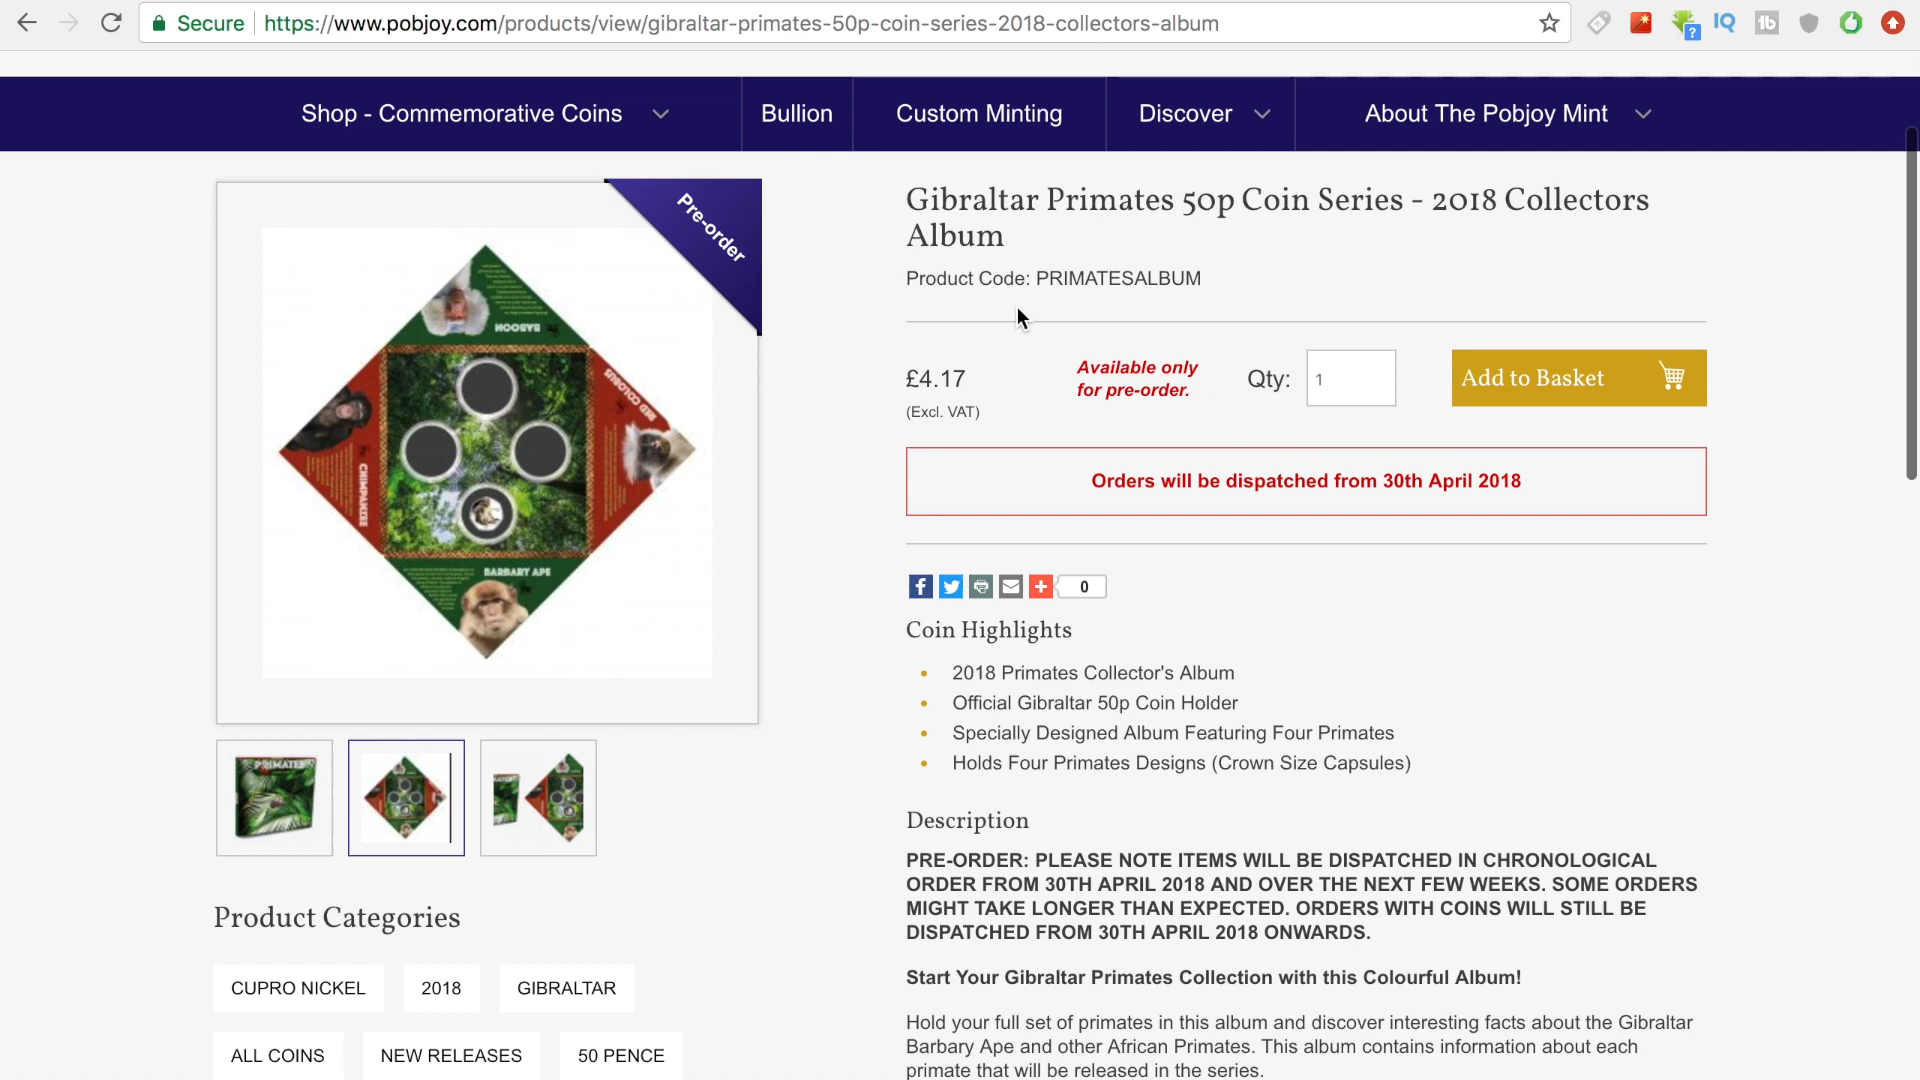 Secure https://www.pobjoy.com/products/view/gibraltar-primates-50p-coin-series-2018-collectors-album
Shop - Commemorative Coins
Bullion
Custom Minting
Discover
About The Pobjoy Mint
Pre-order
BABOON
RED COLOBUS
CHIMPANZEE
BARBARY APE
PRIMATES
Gibraltar Primates 50p Coin Series - 2018 Collectors
Album
Product Code: PRIMATESALBUM
£4.17
(Excl. VAT)
Available only
for pre-order.
Qty: 1
Add to Basket
Orders will be dispatched from 30th April 2018
0
Coin Highlights
2018 Primates Collector's Album
Official Gibraltar 50p Coin Holder
Specially Designed Album Featuring Four Primates
Holds Four Primates Designs (Crown Size Capsules)
Description
PRE-ORDER: PLEASE NOTE ITEMS WILL BE DISPATCHED IN CHRONOLOGICAL
ORDER FROM 30TH APRIL 2018 AND OVER THE NEXT FEW WEEKS. SOME ORDERS
MIGHT TAKE LONGER THAN EXPECTED. ORDERS WITH COINS WILL STILL BE
DISPATCHED FROM 30TH APRIL 2018 ONWARDS.
Start Your Gibraltar Primates Collection with this Colourful Album!
Hold your full set of primates in this album and discover interesting facts about the Gibraltar
Barbary Ape and other African Primates. This album contains information about each
primate that will be released in the series.
Product Categories
CUPRO NICKEL
2018
GIBRALTAR
ALL COINS
NEW RELEASES
50 PENCE